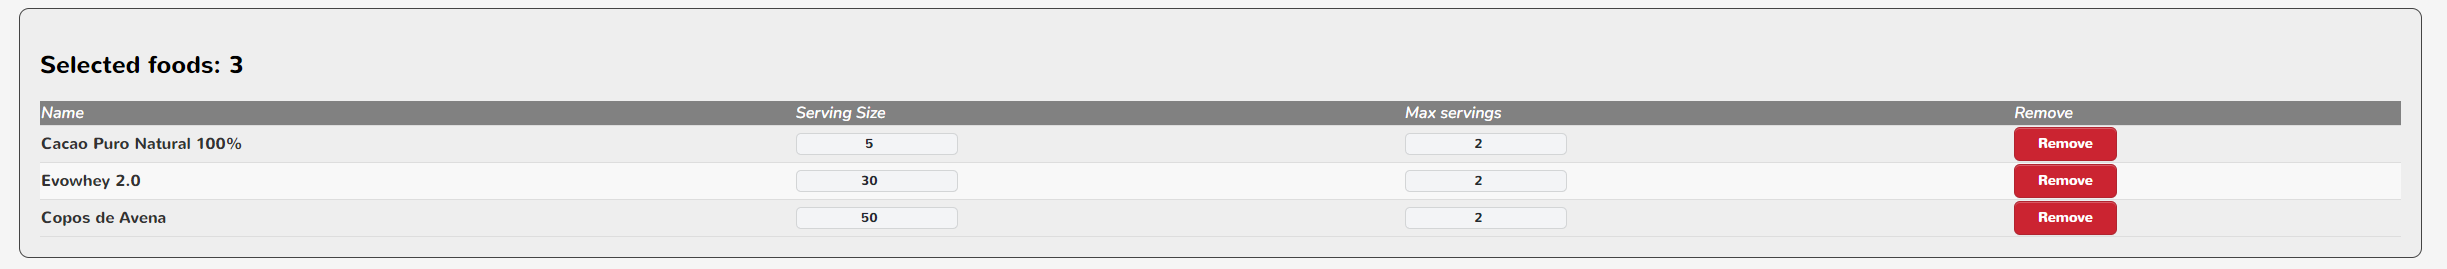 Selected foods: 3
Name Serving Size Max servings Remove
Cacao Puro Natural 100% 5 2 Remove
Evowhey 2.0 30 2 Remove
Copos de Avena 50 2 Remove